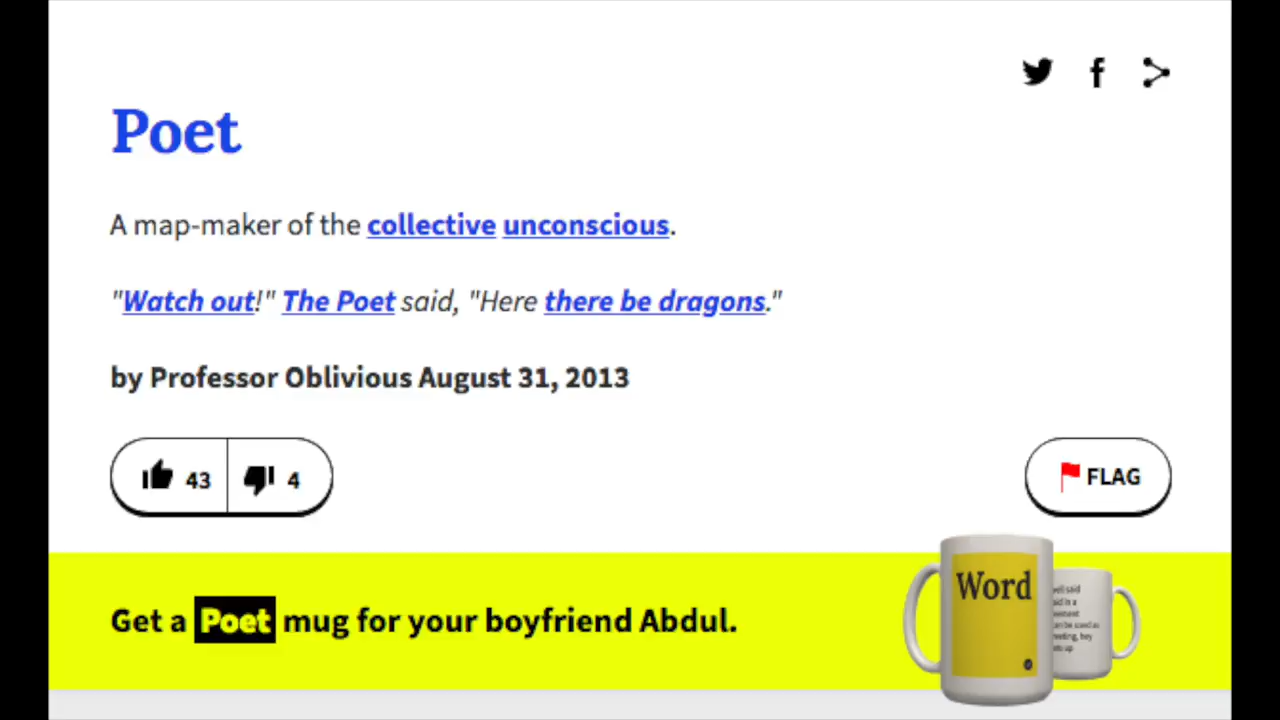 Poet
A map-maker of the collective unconscious.
"Watch out!" The Poet said, "Here there be dragons."
by Professor Oblivious August 31, 2013
43 4
FLAG
Get a Poet mug for your boyfriend Abdul.
Word